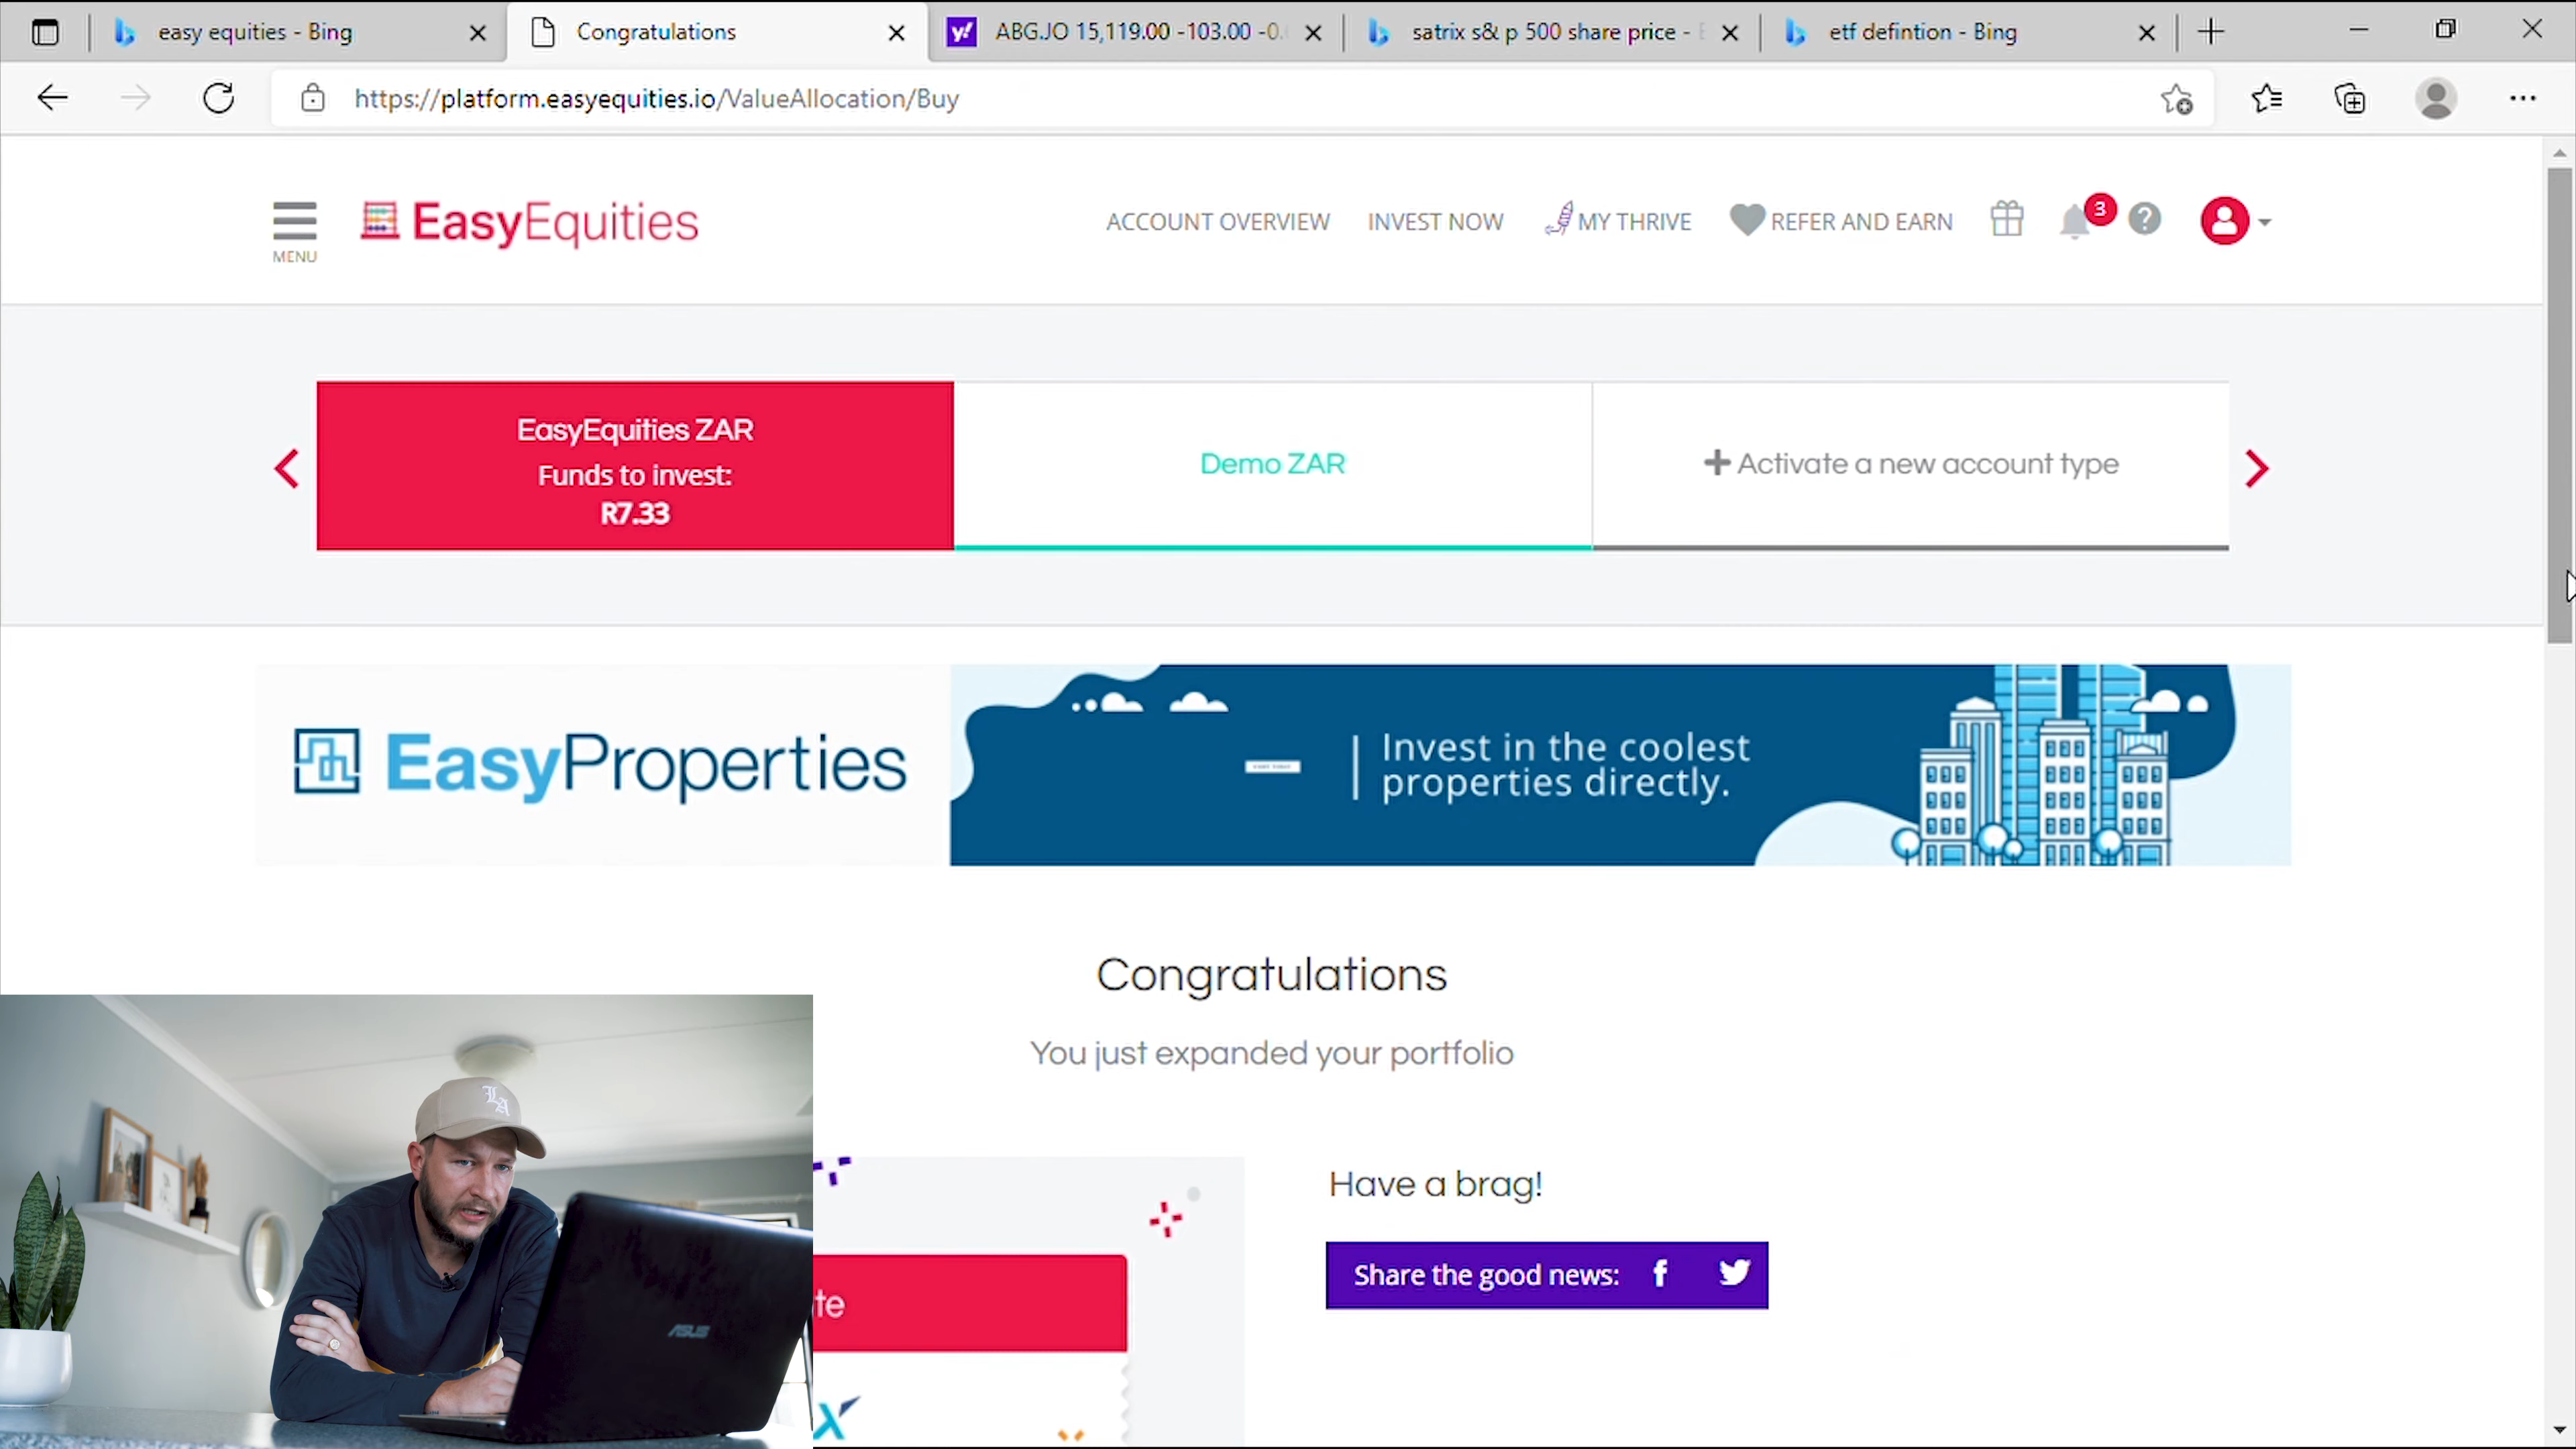 easy equities - Bing
Congratulations
ABG.JO 15,119.00 -103.00 -0.
satrix s& p 500 share price -
etf defintion - Bing
https://platform.easyequities.io/ValueAllocation/Buy
MENU
EasyEquities
ACCOUNT OVERVIEW
INVEST NOW
MY THRIVE
REFER AND EARN
3
EasyEquities ZAR
Funds to invest:
R7.33
Demo ZAR
Activate a new account type
EasyProperties
Invest in the coolest
properties directly.
Congratulations
You just expanded your portfolio
Have a brag!
Share the good news:
te
LA
ASUS